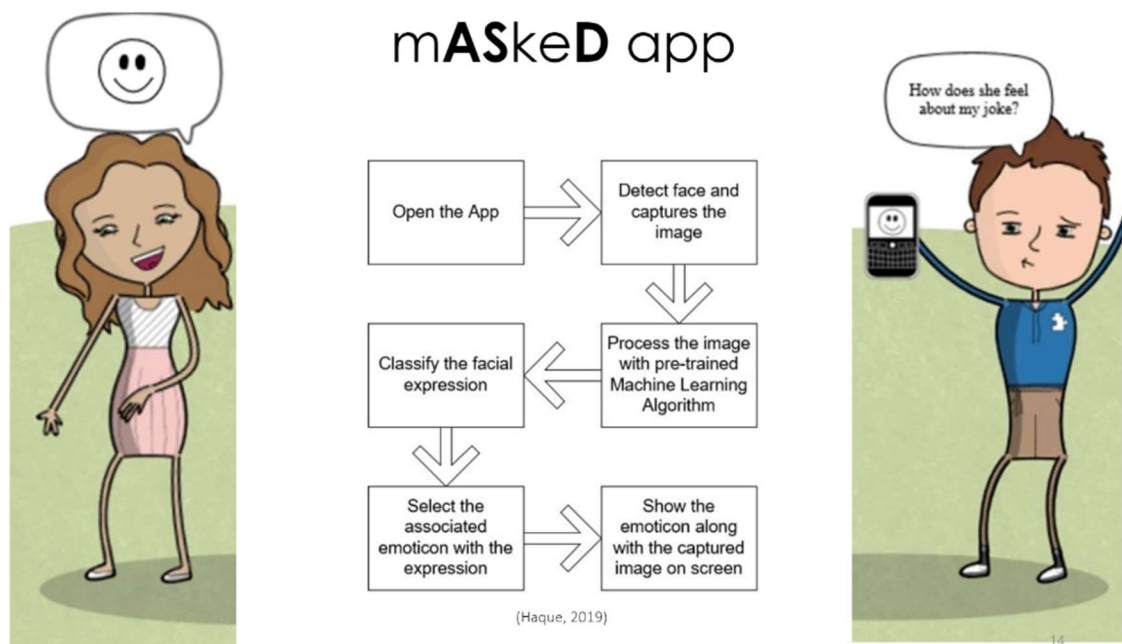 mASkeD app
How does she feel
about my joke?
Open the App
Detect face and
captures the
image
Process the image
with pre-trained
Machine Learning
Algorithm
Classify the facial
expression
Select the
associated
emoticon with the
expression
Show the
emoticon along
with the captured
image on screen
(Haque, 2019)
14